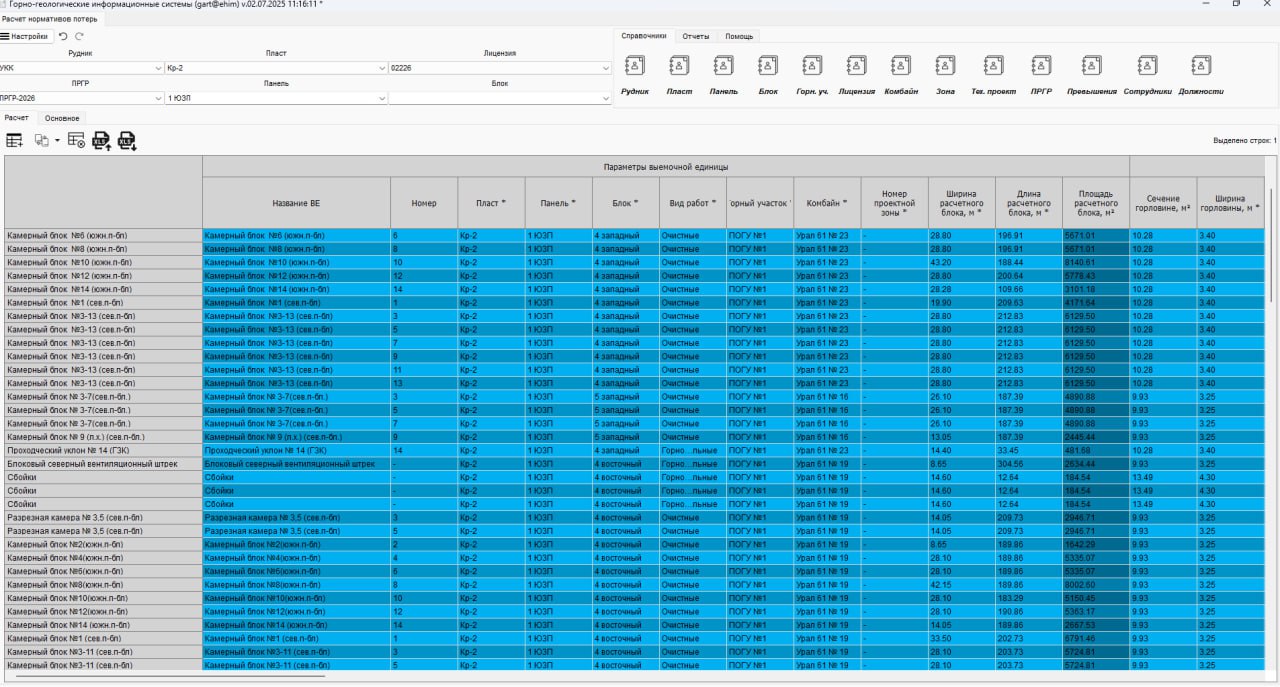 Горно-геологические информационные системы (gart@ehim) v.02.07.2025 11:16:11 *
Расчет нормативов потерь
Настройки
Справочники Отчеты Помощь
Рудник Пласт Лицензия
УКК Кр-2 02226
ПРГР Панель Блок
ПРГР-2026 1 ЮЗП
Рудник Пласт Панель Блок Горн. уч. Лицензия Комбайн Зона Тех. проект ПРГР Превышения Сотрудники Должности
Расчет Основное
XLS XLS
Выделено строк: 1
Параметры выемочной единицы
Название ВЕ Номер Пласт * Панель * Блок * Вид работ * орный участок * Комбайн * Номер проектной зоны * Ширина расчетного блока, м * Длина расчетного блока, м * Площадь расчетного блока, м² Сечение горловине, м² Ширина горловины, м *
Камерный блок №6 (южн.п-бл) Камерный блок №6 (южн.п-бл) 6 Кр-2 1 ЮЗП 4 западный Очистные ПОГУ №1 Урал 61 № 23 - 28.80 196.91 5671.01 10.28 3.40
Камерный блок №8 (южн.п-бл) Камерный блок №8 (южн.п-бл) 8 Кр-2 1 ЮЗП 4 западный Очистные ПОГУ №1 Урал 61 № 23 - 28.80 196.91 5671.01 10.28 3.40
Камерный блок №10 (южн.п-бл) Камерный блок №10 (южн.п-бл) 10 Кр-2 1 ЮЗП 4 западный Очистные ПОГУ №1 Урал 61 № 23 - 43.20 188.44 8140.61 10.28 3.40
Камерный блок №12 (южн.п-бл) Камерный блок №12 (южн.п-бл) 12 Кр-2 1 ЮЗП 4 западный Очистные ПОГУ №1 Урал 61 № 23 - 28.80 200.64 5778.43 10.28 3.40
Камерный блок №14 (южн.п-бл) Камерный блок №14 (южн.п-бл) 14 Кр-2 1 ЮЗП 4 западный Очистные ПОГУ №1 Урал 61 № 23 - 28.28 109.66 3101.18 10.28 3.40
Камерный блок №1 (сев.п-бл) Камерный блок №1 (сев.п-бл) 1 Кр-2 1 ЮЗП 4 западный Очистные ПОГУ №1 Урал 61 № 23 - 19.90 209.63 4171.64 10.28 3.40
Камерный блок №3-13 (сев.п-бл) Камерный блок №3-13 (сев.п-бл) 3 Кр-2 1 ЮЗП 4 западный Очистные ПОГУ №1 Урал 61 № 23 - 28.80 212.83 6129.50 10.28 3.40
Камерный блок №3-13 (сев.п-бл) Камерный блок №3-13 (сев.п-бл) 5 Кр-2 1 ЮЗП 4 западный Очистные ПОГУ №1 Урал 61 № 23 - 28.80 212.83 6129.50 10.28 3.40
Камерный блок №3-13 (сев.п-бл) Камерный блок №3-13 (сев.п-бл) 7 Кр-2 1 ЮЗП 4 западный Очистные ПОГУ №1 Урал 61 № 23 - 28.80 212.83 6129.50 10.28 3.40
Камерный блок №3-13 (сев.п-бл) Камерный блок №3-13 (сев.п-бл) 9 Кр-2 1 ЮЗП 4 западный Очистные ПОГУ №1 Урал 61 № 23 - 28.80 212.83 6129.50 10.28 3.40
Камерный блок №3-13 (сев.п-бл) Камерный блок №3-13 (сев.п-бл) 11 Кр-2 1 ЮЗП 4 западный Очистные ПОГУ №1 Урал 61 № 23 - 28.80 212.83 6129.50 10.28 3.40
Камерный блок №3-13 (сев.п-бл) Камерный блок №3-13 (сев.п-бл) 13 Кр-2 1 ЮЗП 4 западный Очистные ПОГУ №1 Урал 61 № 23 - 28.80 212.83 6129.50 10.28 3.40
Камерный блок № 3-7(сев.п-бл.) Камерный блок № 3-7(сев.п-бл.) 3 Кр-2 1 ЮЗП 5 западный Очистные ПОГУ №1 Урал 61 № 16 - 26.10 187.39 4890.88 9.93 3.25
Камерный блок № 3-7(сев.п-бл.) Камерный блок № 3-7(сев.п-бл.) 5 Кр-2 1 ЮЗП 5 западный Очистные ПОГУ №1 Урал 61 № 16 - 26.10 187.39 4890.88 9.93 3.25
Камерный блок № 3-7(сев.п-бл.) Камерный блок № 3-7(сев.п-бл.) 7 Кр-2 1 ЮЗП 5 западный Очистные ПОГУ №1 Урал 61 № 16 - 26.10 187.39 4890.88 9.93 3.25
Камерный блок № 9 (л.х.) (сев.п-бл.) Камерный блок № 9 (л.х.) (сев.п-бл.) 9 Кр-2 1 ЮЗП 5 западный Очистные ПОГУ №1 Урал 61 № 16 - 13.05 187.39 2445.44 9.93 3.25
Проходческий уклон № 14 (ГЗК) Проходческий уклон № 14 (ГЗК) 14 Кр-2 1 ЮЗП 4 западный Горно...льные ПОГУ №1 Урал 61 № 23 - 14.40 33.45 481.68 10.28 3.40
Блоковый северный вентиляционный штрек Блоковый северный вентиляционный штрек - Кр-2 1 ЮЗП 4 восточный Горно...льные ПОГУ №1 Урал 61 № 19 - 8.65 304.56 2634.44 9.93 3.25
Сбойки Сбойки - Кр-2 1 ЮЗП 4 восточный Горно...льные ПОГУ №1 Урал 61 № 19 - 14.60 12.64 184.54 13.49 4.30
Сбойки Сбойки - Кр-2 1 ЮЗП 4 восточный Горно...льные ПОГУ №1 Урал 61 № 19 - 14.60 12.64 184.54 13.49 4.30
Сбойки Сбойки - Кр-2 1 ЮЗП 4 восточный Горно...льные ПОГУ №1 Урал 61 № 19 - 14.60 12.64 184.54 13.49 4.30
Разрезная камера № 3,5 (сев.п-бл) Разрезная камера № 3,5 (сев.п-бл) 3 Кр-2 1 ЮЗП 4 восточный Очистные ПОГУ №1 Урал 61 № 19 - 14.05 209.73 2946.71 9.93 3.25
Разрезная камера № 3,5 (сев.п-бл) Разрезная камера № 3,5 (сев.п-бл) 5 Кр-2 1 ЮЗП 4 восточный Очистные ПОГУ №1 Урал 61 № 19 - 14.05 209.73 2946.71 9.93 3.25
Камерный блок №2(южн.п-бл) Камерный блок №2(южн.п-бл) 2 Кр-2 1 ЮЗП 4 восточный Очистные ПОГУ №1 Урал 61 № 19 - 8.65 189.86 1642.29 9.93 3.25
Камерный блок №4(южн.п-бл) Камерный блок №4(южн.п-бл) 4 Кр-2 1 ЮЗП 4 восточный Очистные ПОГУ №1 Урал 61 № 19 - 28.10 189.86 5335.07 9.93 3.25
Камерный блок №6(южн.п-бл) Камерный блок №6(южн.п-бл) 6 Кр-2 1 ЮЗП 4 восточный Очистные ПОГУ №1 Урал 61 № 19 - 28.10 189.86 5335.07 9.93 3.25
Камерный блок №8(южн.п-бл) Камерный блок №8(южн.п-бл) 8 Кр-2 1 ЮЗП 4 восточный Очистные ПОГУ №1 Урал 61 № 19 - 42.15 189.86 8002.60 9.93 3.25
Камерный блок №10(южн.п-бл) Камерный блок №10(южн.п-бл) 10 Кр-2 1 ЮЗП 4 восточный Очистные ПОГУ №1 Урал 61 № 19 - 28.10 183.29 5150.45 9.93 3.25
Камерный блок №12(южн.п-бл) Камерный блок №12(южн.п-бл) 12 Кр-2 1 ЮЗП 4 восточный Очистные ПОГУ №1 Урал 61 № 19 - 28.10 190.86 5363.17 9.93 3.25
Камерный блок №14 (южн.п-бл) Камерный блок №14 (южн.п-бл) 14 Кр-2 1 ЮЗП 4 восточный Очистные ПОГУ №1 Урал 61 № 19 - 14.05 189.86 2667.53 9.93 3.25
Камерный блок №1 (сев.п-бл) Камерный блок №1 (сев.п-бл) 1 Кр-2 1 ЮЗП 4 восточный Очистные ПОГУ №1 Урал 61 № 19 - 33.50 202.73 6791.46 9.93 3.25
Камерный блок №3-11 (сев.п-бл) Камерный блок №3-11 (сев.п-бл) 3 Кр-2 1 ЮЗП 4 восточный Очистные ПОГУ №1 Урал 61 № 19 - 28.10 203.73 5724.81 9.93 3.25
Камерный блок №3-11 (сев.п-бл) Камерный блок №3-11 (сев.п-бл) 5 Кр-2 1 ЮЗП 4 восточный Очистные ПОГУ №1 Урал 61 № 19 - 28.10 203.73 5724.81 9.93 3.25